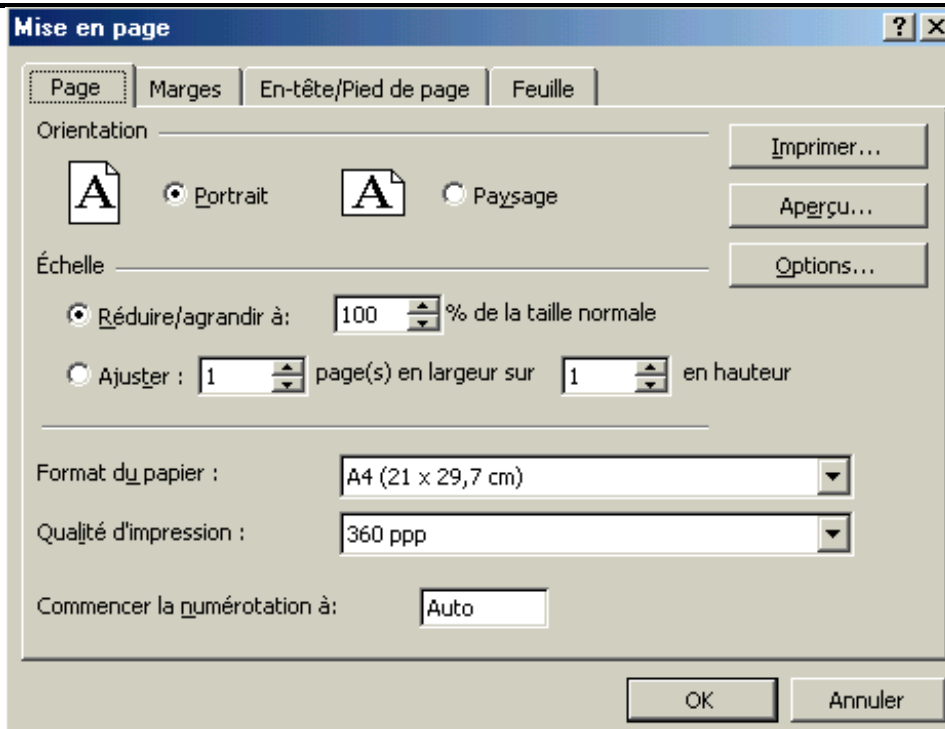 Mise en page
Page Marges En-tête/Pied de page Feuille
Orientation
A Portrait A Paysage
Imprimer...
Aperçu...
Options...
Échelle
Réduire/agrandir à: 100 % de la taille normale
Ajuster : 1 page(s) en largeur sur 1 en hauteur
Format du papier : A4 (21 x 29,7 cm)
Qualité d'impression : 360 ppp
Commencer la numérotation à: Auto
OK Annuler